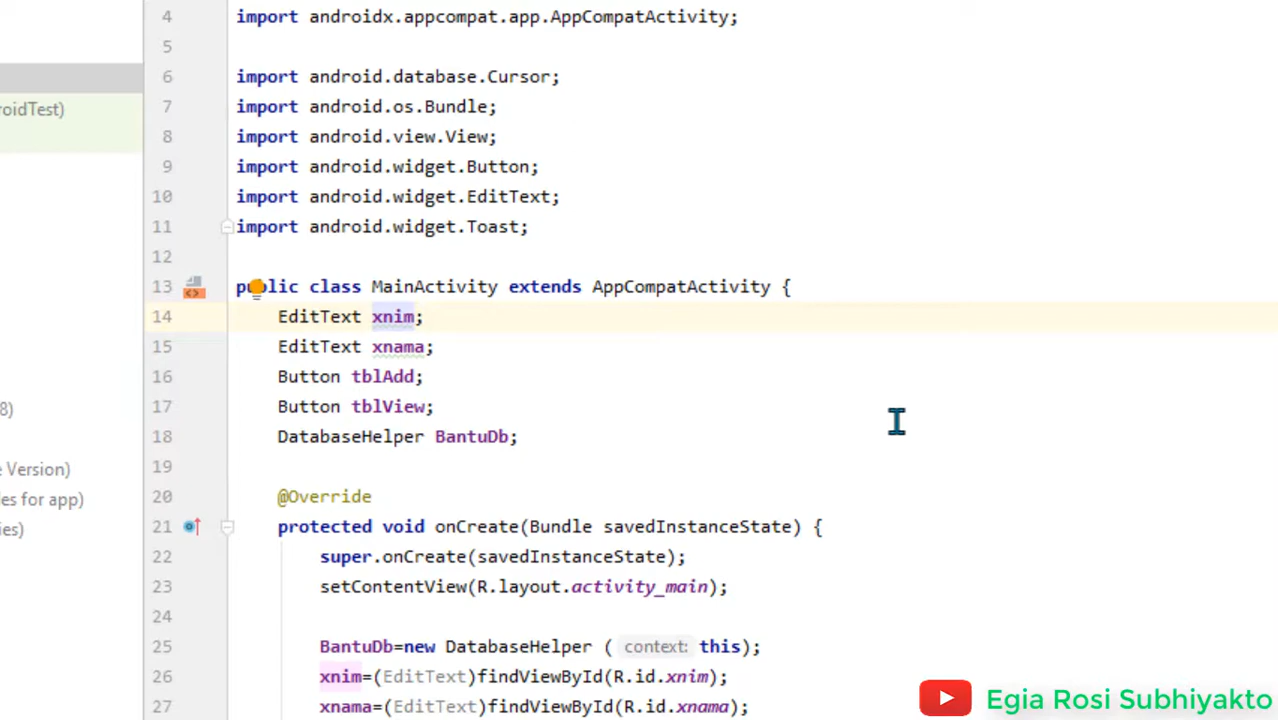 4 import androidx.appcompat.app.AppCompatActivity;
5
6 import android.database.Cursor;
roidTest) 7 import android.os.Bundle;
8 import android.view.View;
9 import android.widget.Button;
10 import android.widget.EditText;
11 import android.widget.Toast;
12
13 public class MainActivity extends AppCompatActivity {
14 EditText xnim;
15 EditText xnama;
16 Button tblAdd;
8) 17 Button tblView;
18 DatabaseHelper BantuDb;
e Version) 19
les for app) 20 @Override
ies) 21 protected void onCreate(Bundle savedInstanceState) {
22 super.onCreate(savedInstanceState);
23 setContentView(R.layout.activity_main);
24
25 BantuDb=new DatabaseHelper ( context: this);
26 xnim=(EditText)findViewById(R.id.xnim);
27 xnama=(EditText)findViewById(R.id.xnama);
Egia Rosi Subhiyakto